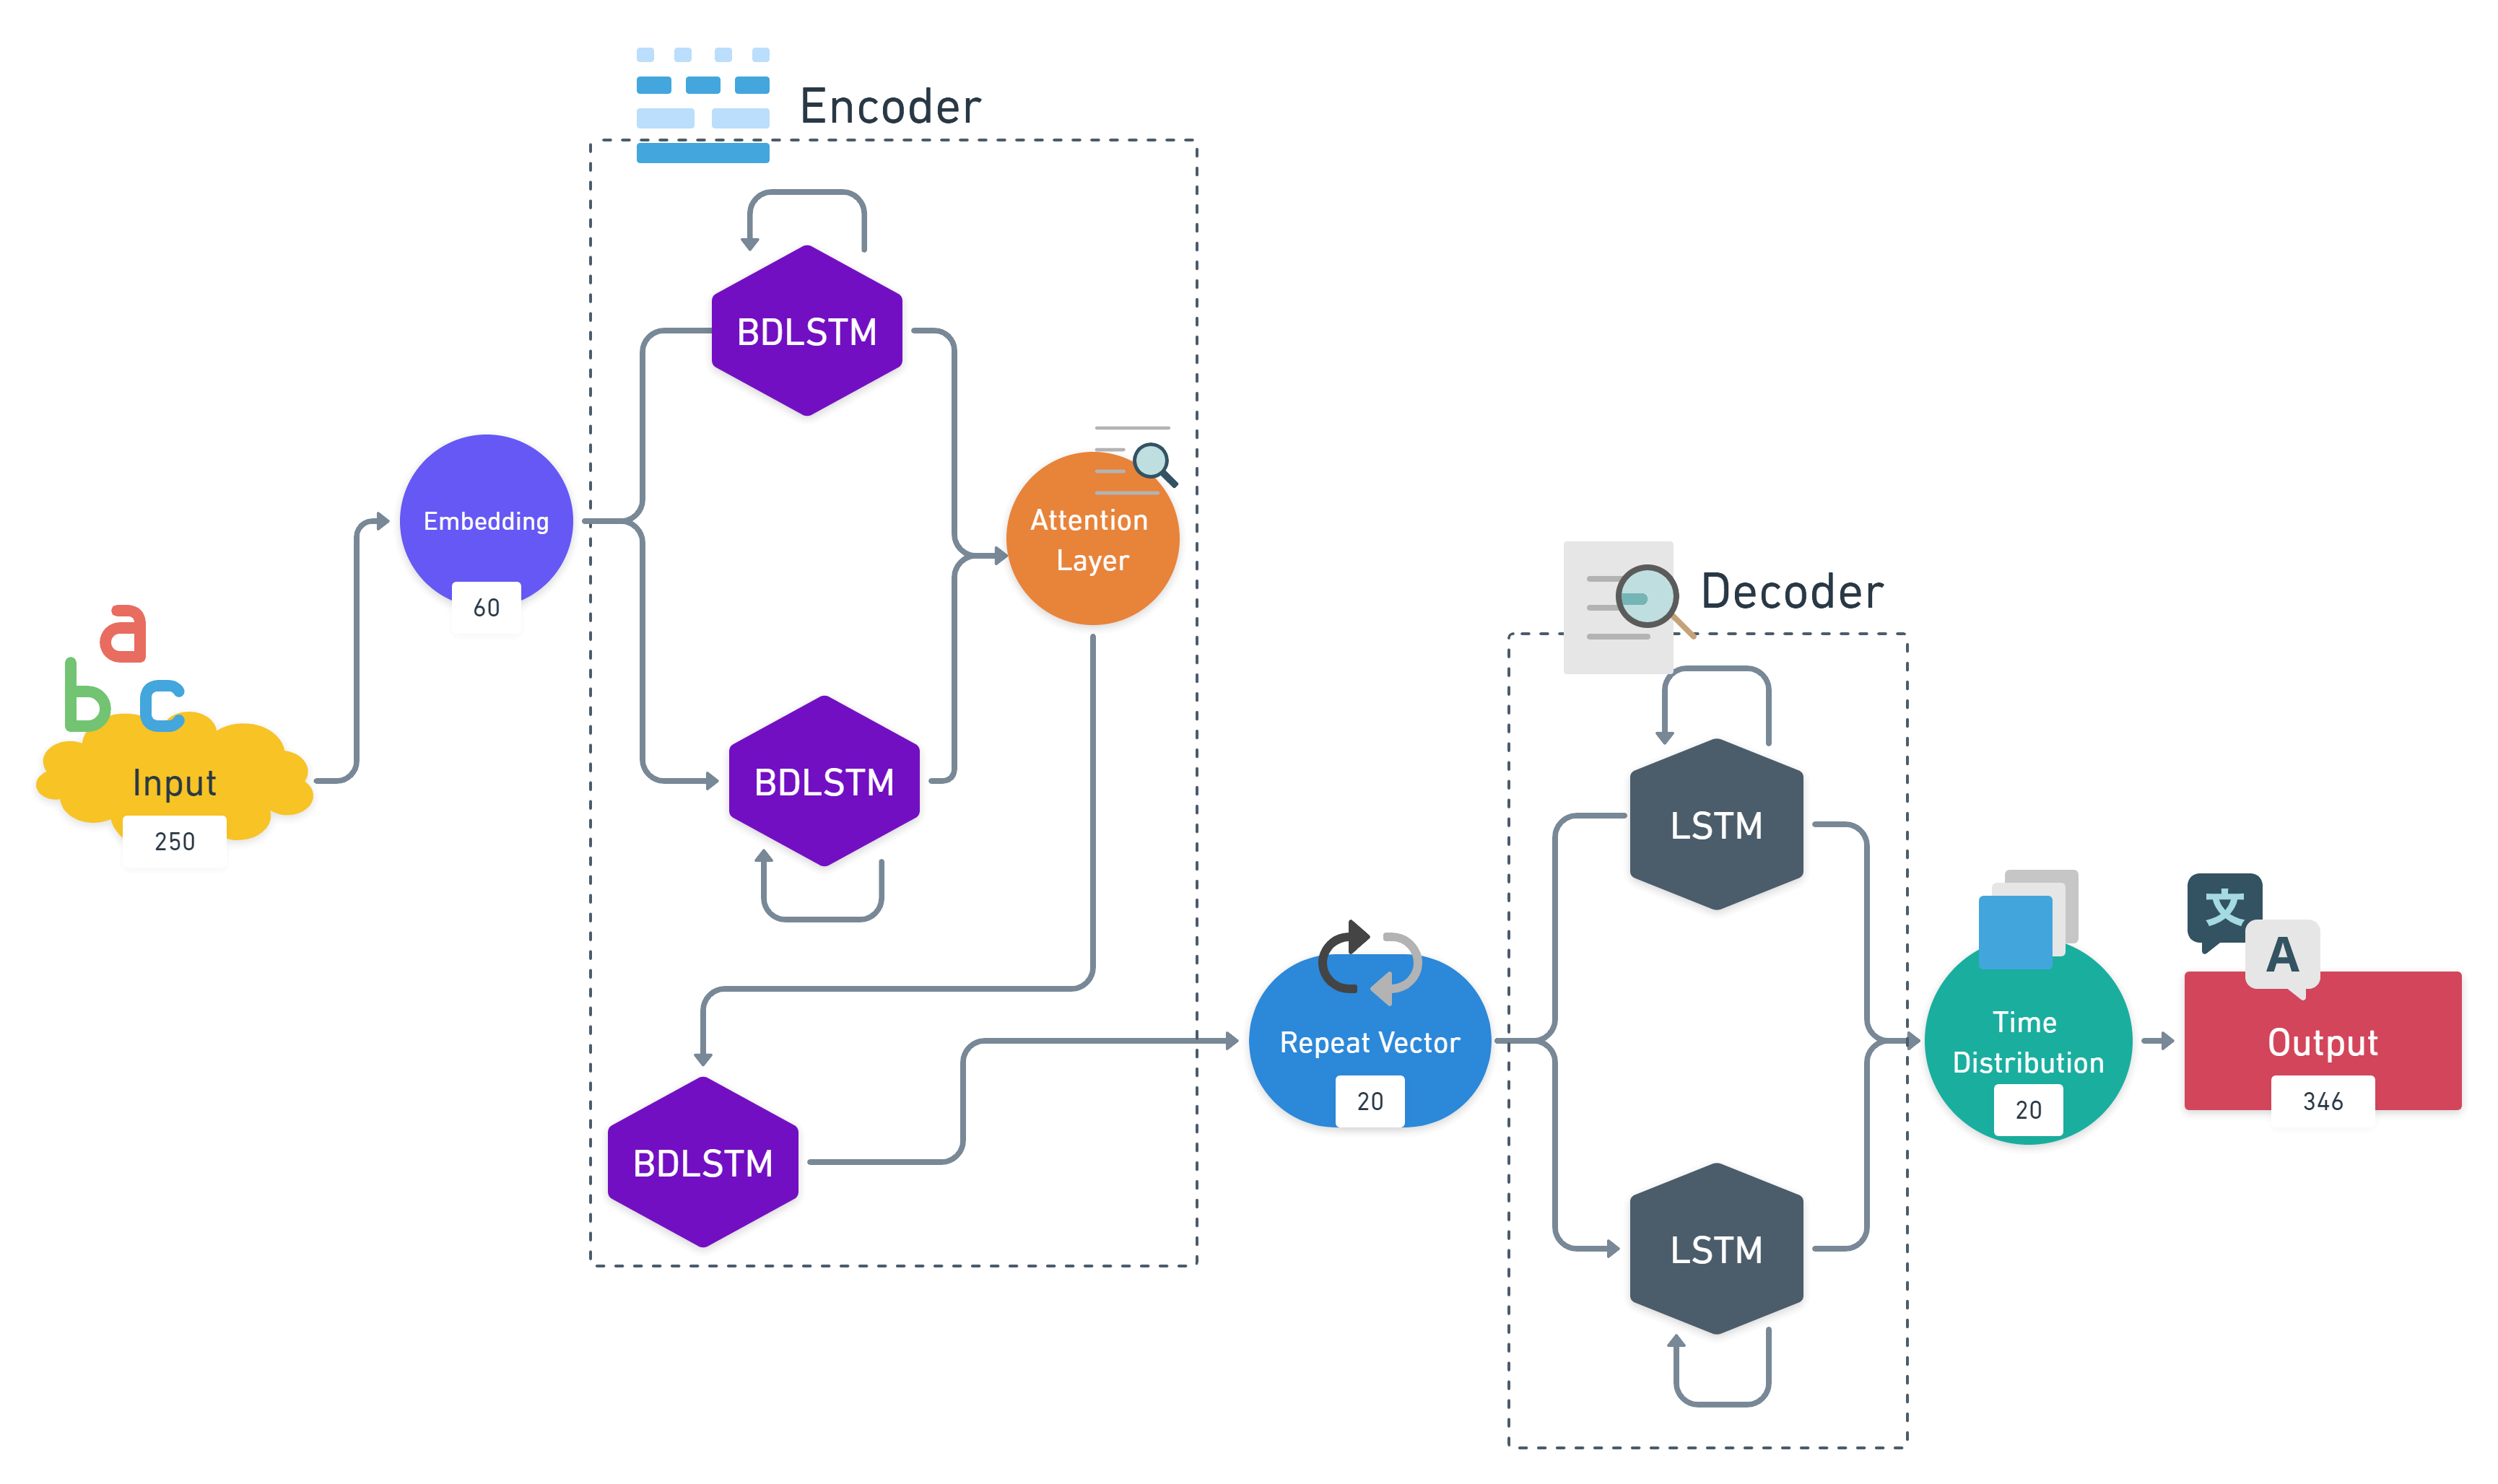 Encoder
BDLSTM
Embedding
60
Attention
Layer
a
b c
Input
250
BDLSTM
BDLSTM
Decoder
LSTM
Repeat Vector
20
LSTM
Time
Distribution
20
文
A
Output
346